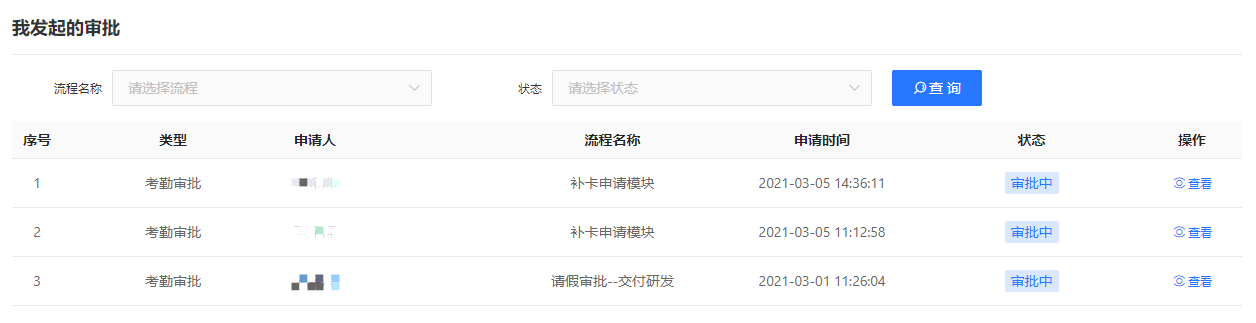 我发起的审批
流程名称 请选择流程 状态 请选择状态 查 询
序号 类型 申请人 流程名称 申请时间 状态 操作
1 考勤审批 补卡申请模块 2021-03-05 14:36:11 审批中 查看
2 考勤审批 补卡申请模块 2021-03-05 11:12:58 审批中 查看
3 考勤审批 请假审批--交付研发 2021-03-01 11:26:04 审批中 查看